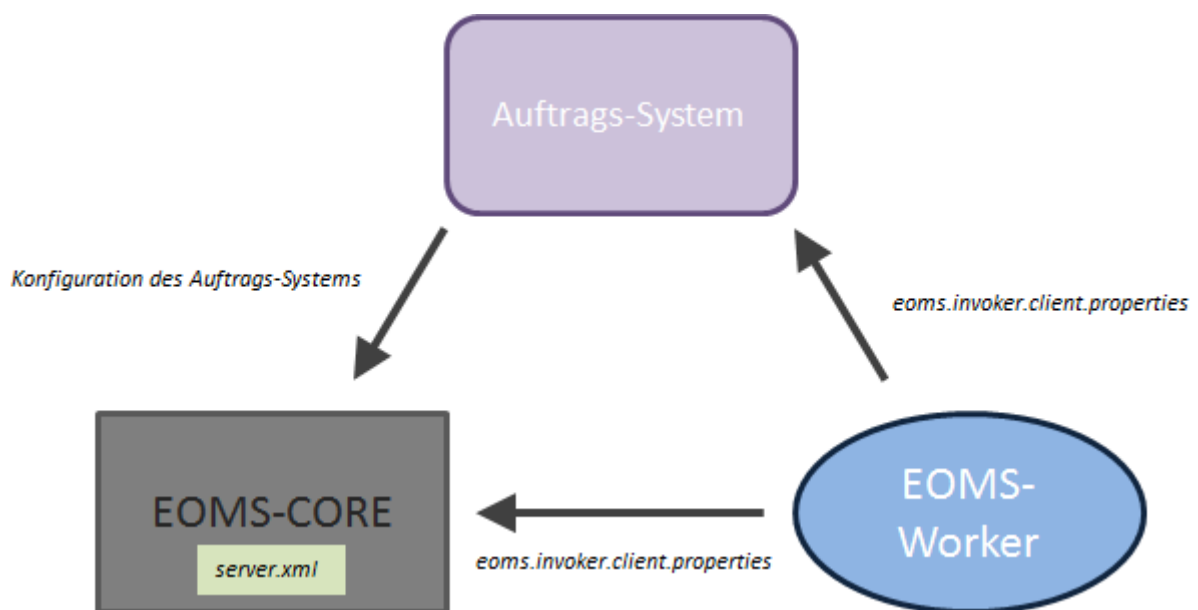 Auftrags-System
Konfiguration des Auftrags-Systems
eoms.invoker.client.properties
EOMS-CORE
server.xml
eoms.invoker.client.properties
EOMS-
Worker